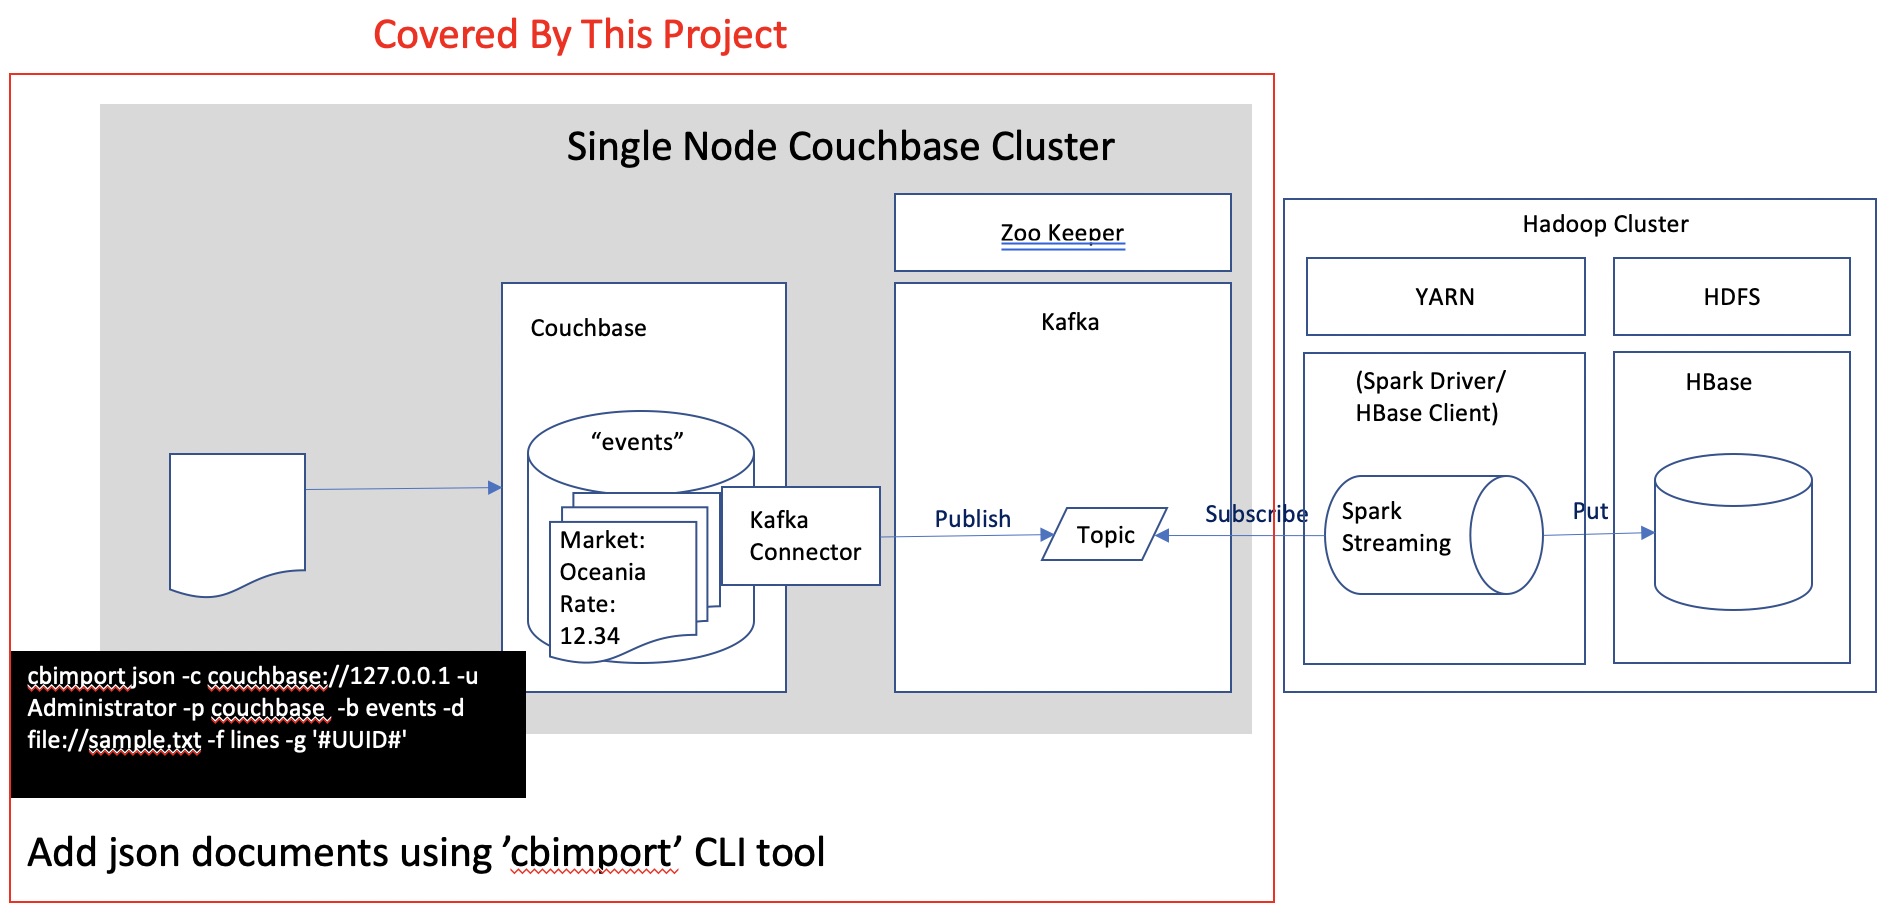 Covered By This Project
Single Node Couchbase Cluster
Zoo Keeper
Hadoop Cluster
YARN
HDFS
Couchbase
Kafka
(Spark Driver/
HBase Client)
HBase
“events”
Market:
Oceania
Rate:
12.34
Kafka
Connector
Publish
Topic
Subscribe
Spark
Streaming
Put
cbimport json -c couchbase://127.0.0.1 -u
Administrator -p couchbase  -b events -d
file://sample.txt -f lines -g '#UUID#'
Add json documents using ’cbimport’ CLI tool